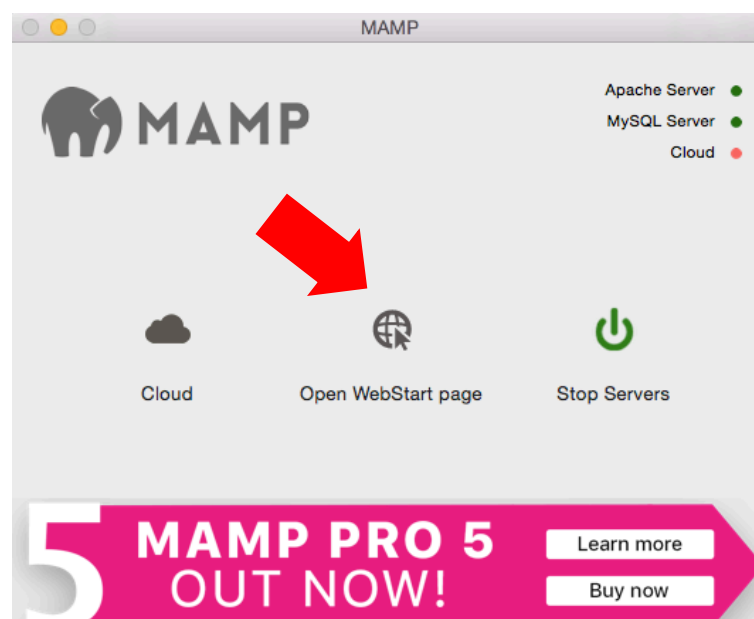 MAMP
MAMP
Apache Server
MySQL Server
Cloud
Cloud
Open WebStart page
Stop Servers
5
MAMP PRO 5
OUT NOW!
Learn more
Buy now